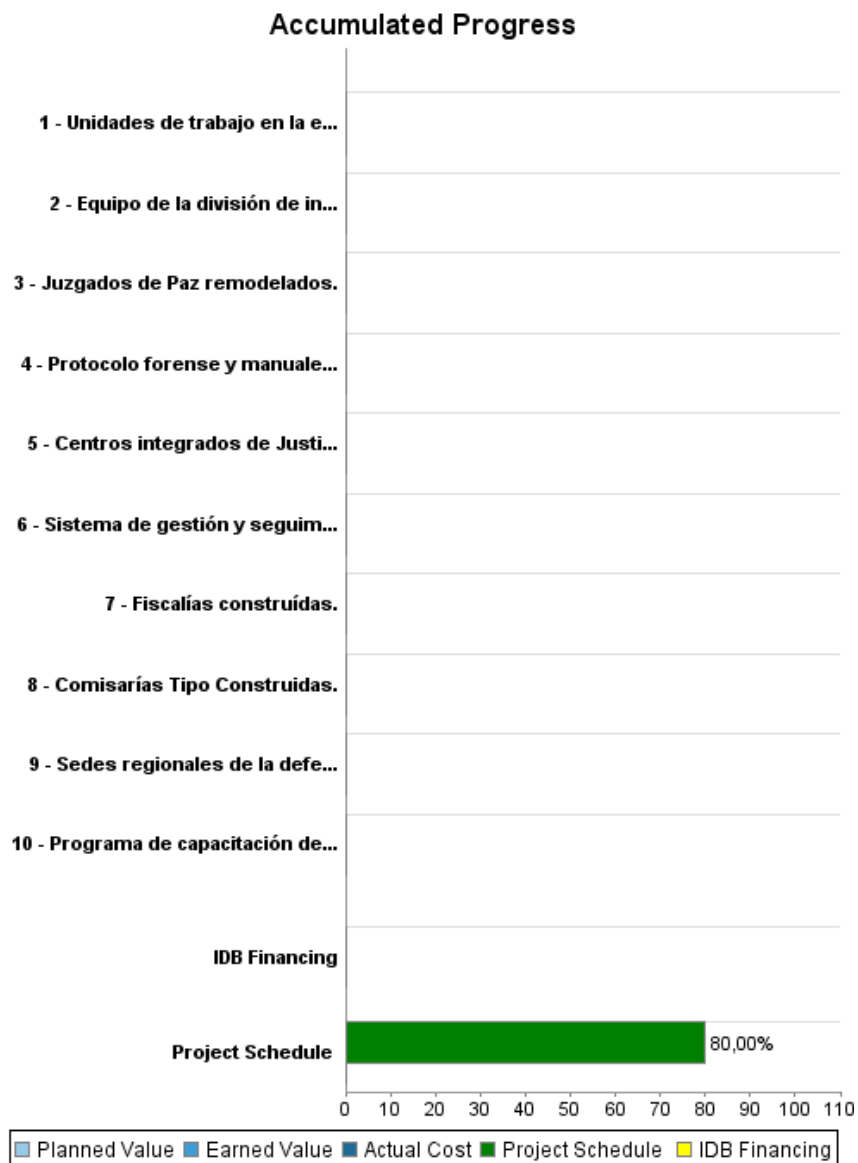 Accumulated Progress
1 - Unidades de trabajo en la e...
2 - Equipo de la división de in...
3 - Juzgados de Paz remodelados.
4 - Protocolo forense y manuale...
5 - Centros integrados de Justi...
6 - Sistema de gestión y seguim...
7 - Fiscalías construídas.
8 - Comisarías Tipo Construidas.
9 - Sedes regionales de la defe...
10 - Programa de capacitación de...
IDB Financing
Project Schedule 80,00%
0 10 20 30 40 50 60 70 80 90 100 110
Planned Value Earned Value Actual Cost Project Schedule IDB Financing